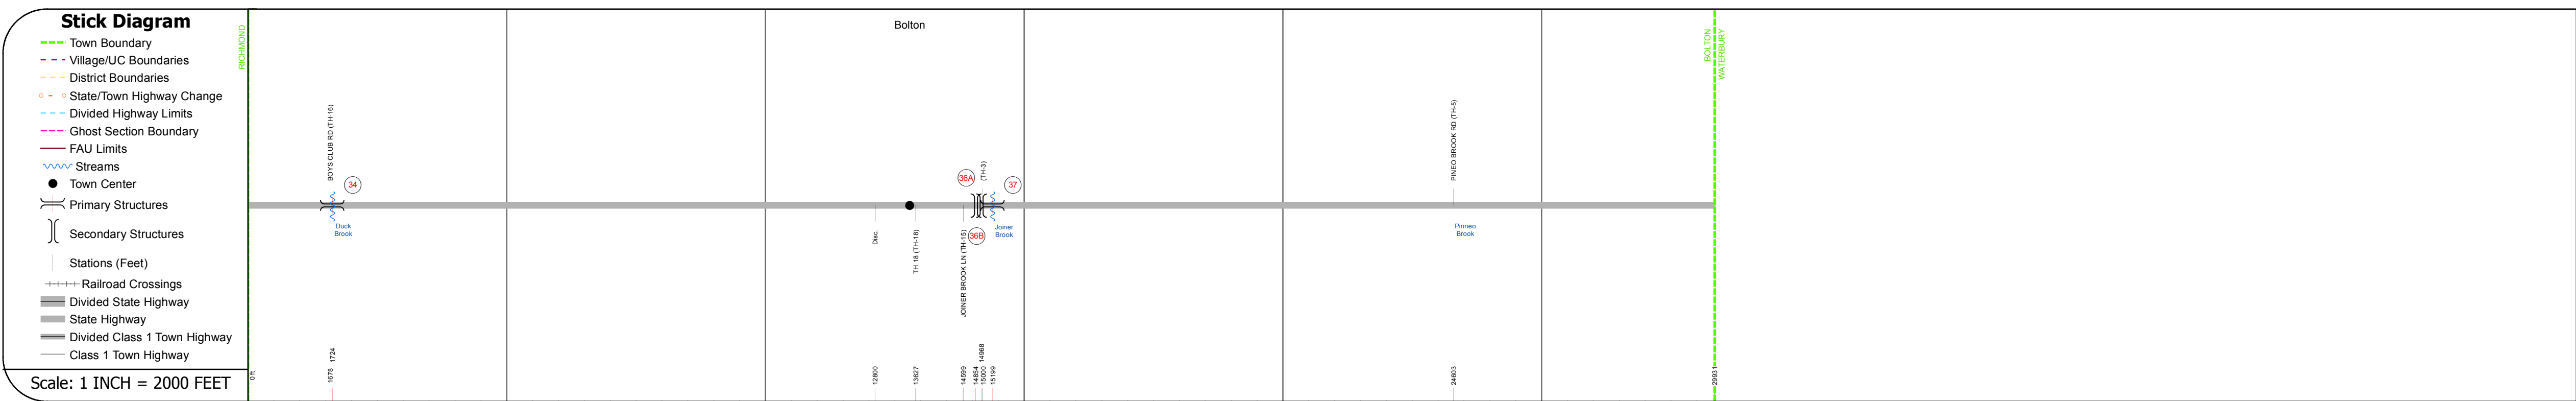 Stick Diagram
Town Boundary
Village/UC Boundaries
District Boundaries
State/Town Highway Change
Divided Highway Limits
Ghost Section Boundary
FAU Limits
Streams
Town Center
Primary Structures
Secondary Structures
Stations (Feet)
Railroad Crossings
Divided State Highway
State Highway
Divided Class 1 Town Highway
Class 1 Town Highway
Scale: 1 INCH = 2000 FEET
RICHMOND
Bolton
BOLTON
WATERBURY
BOYS CLUB RD (TH-16)
34
Duck
Brook
Disc.
TH 18 (TH-18)
JOINER BROOK LN (TH-15)
36A
(TH-3)
36B
37
Joiner
Brook
PINEO BROOK RD (TH-5)
Pinneo
Brook
0 ft
1678
1724
12800
13627
14599
14854
15000
14968
15199
24603
29931